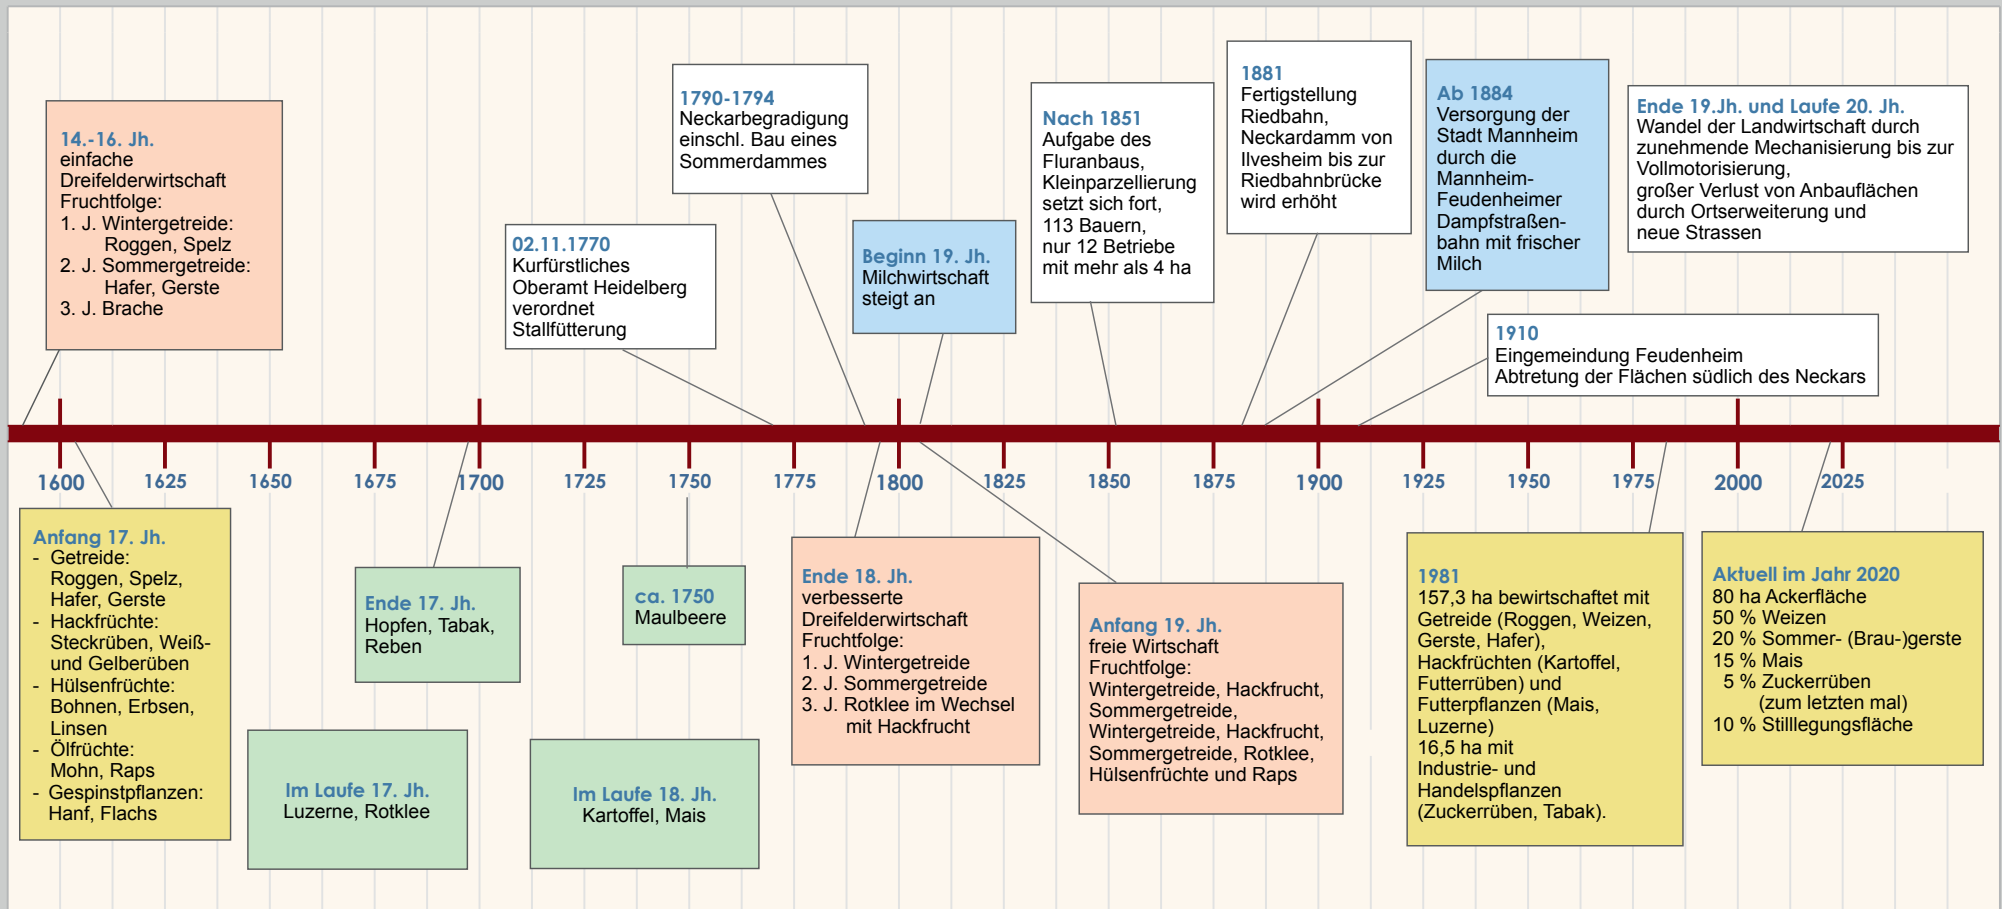 14.-16. Jh.
einfache
Dreifelderwirtschaft
Fruchtfolge:
1. J. Wintergetreide:
Roggen, Spelz
2. J. Sommergetreide:
Hafer, Gerste
3. J. Brache
02.11.1770
Kurfürstliches
Oberamt Heidelberg
verordnet
Stallfütterung
1790-1794
Neckarbegradigung
einschl. Bau eines
Sommerdammes
Beginn 19. Jh.
Milchwirtschaft
steigt an
Nach 1851
Aufgabe des
Fluranbaus,
Kleinparzellierung
setzt sich fort,
113 Bauern,
nur 12 Betriebe
mit mehr als 4 ha
1881
Fertigstellung
Riedbahn,
Neckardamm von
Ilvesheim bis zur
Riedbahnbrücke
wird erhöht
Ab 1884
Versorgung der
Stadt Mannheim
durch die
Mannheim-
Feudenheimer
Dampfstraßen-
bahn mit frischer
Milch
Ende 19.Jh. und Laufe 20. Jh.
Wandel der Landwirtschaft durch
zunehmende Mechanisierung bis zur
Vollmotorisierung,
großer Verlust von Anbauflächen
durch Ortserweiterung und
neue Strassen
1910
Eingemeindung Feudenheim
Abtretung der Flächen südlich des Neckars
1600 1625 1650 1675 1700 1725 1750 1775 1800 1825 1850 1875 1900 1925 1950 1975 2000 2025
Anfang 17. Jh.
- Getreide:
Roggen, Spelz,
Hafer, Gerste
- Hackfrüchte:
Steckrüben, Weiß-
und Gelberüben
- Hülsenfrüchte:
Bohnen, Erbsen,
Linsen
- Ölfrüchte:
Mohn, Raps
- Gespinstpflanzen:
Hanf, Flachs
Im Laufe 17. Jh.
Luzerne, Rotklee
Ende 17. Jh.
Hopfen, Tabak,
Reben
Im Laufe 18. Jh.
Kartoffel, Mais
ca. 1750
Maulbeere
Ende 18. Jh.
verbesserte
Dreifelderwirtschaft
Fruchtfolge:
1. J. Wintergetreide
2. J. Sommergetreide
3. J. Rotklee im Wechsel
mit Hackfrucht
Anfang 19. Jh.
freie Wirtschaft
Fruchtfolge:
Wintergetreide, Hackfrucht,
Sommergetreide,
Wintergetreide, Hackfrucht,
Sommergetreide, Rotklee,
Hülsenfrüchte und Raps
1981
157,3 ha bewirtschaftet mit
Getreide (Roggen, Weizen,
Gerste, Hafer),
Hackfrüchten (Kartoffel,
Futterrüben) und
Futterpflanzen (Mais,
Luzerne)
16,5 ha mit
Industrie- und
Handelspflanzen
(Zuckerrüben, Tabak).
Aktuell im Jahr 2020
80 ha Ackerfläche
50 % Weizen
20 % Sommer- (Brau-)gerste
15 % Mais
5 % Zuckerrüben
(zum letzten mal)
10 % Stilllegungsfläche